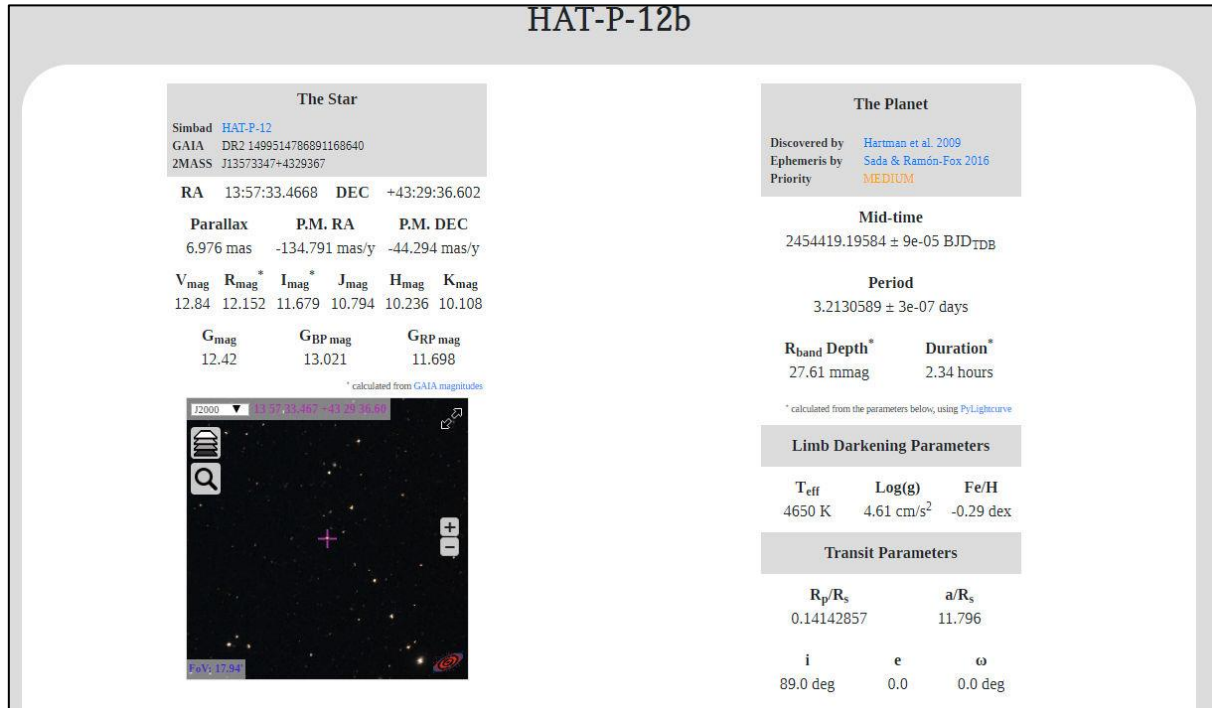 HAT-P-12b
The Star
Simbad HAT-P-12
GAIA DR2 1499514786891168640
2MASS J13573347+4329367
RA 13:57:33.4668 DEC +43:29:36.602
Parallax P.M. RA P.M. DEC
6.976 mas -134.791 mas/y -44.294 mas/y
Vmag Rmag* Imag* Jmag Hmag Kmag
12.84 12.152 11.679 10.794 10.236 10.108
Gmag GBP mag GRP mag
12.42 13.021 11.698
* calculated from GAIA magnitudes
J2000 13 57 33.467 +43 29 36.60
FoV: 17.94'
The Planet
Discovered by Hartman et al. 2009
Ephemeris by Sada & Ramón-Fox 2016
Priority MEDIUM
Mid-time
2454419.19584 ± 9e-05 BJDTDB
Period
3.2130589 ± 3e-07 days
Rband Depth* Duration*
27.61 mmag 2.34 hours
* calculated from the parameters below, using PyLightcurve
Limb Darkening Parameters
Teff Log(g) Fe/H
4650 K 4.61 cm/s2 -0.29 dex
Transit Parameters
Rp/Rs a/Rs
0.14142857 11.796
i e ω
89.0 deg 0.0 0.0 deg